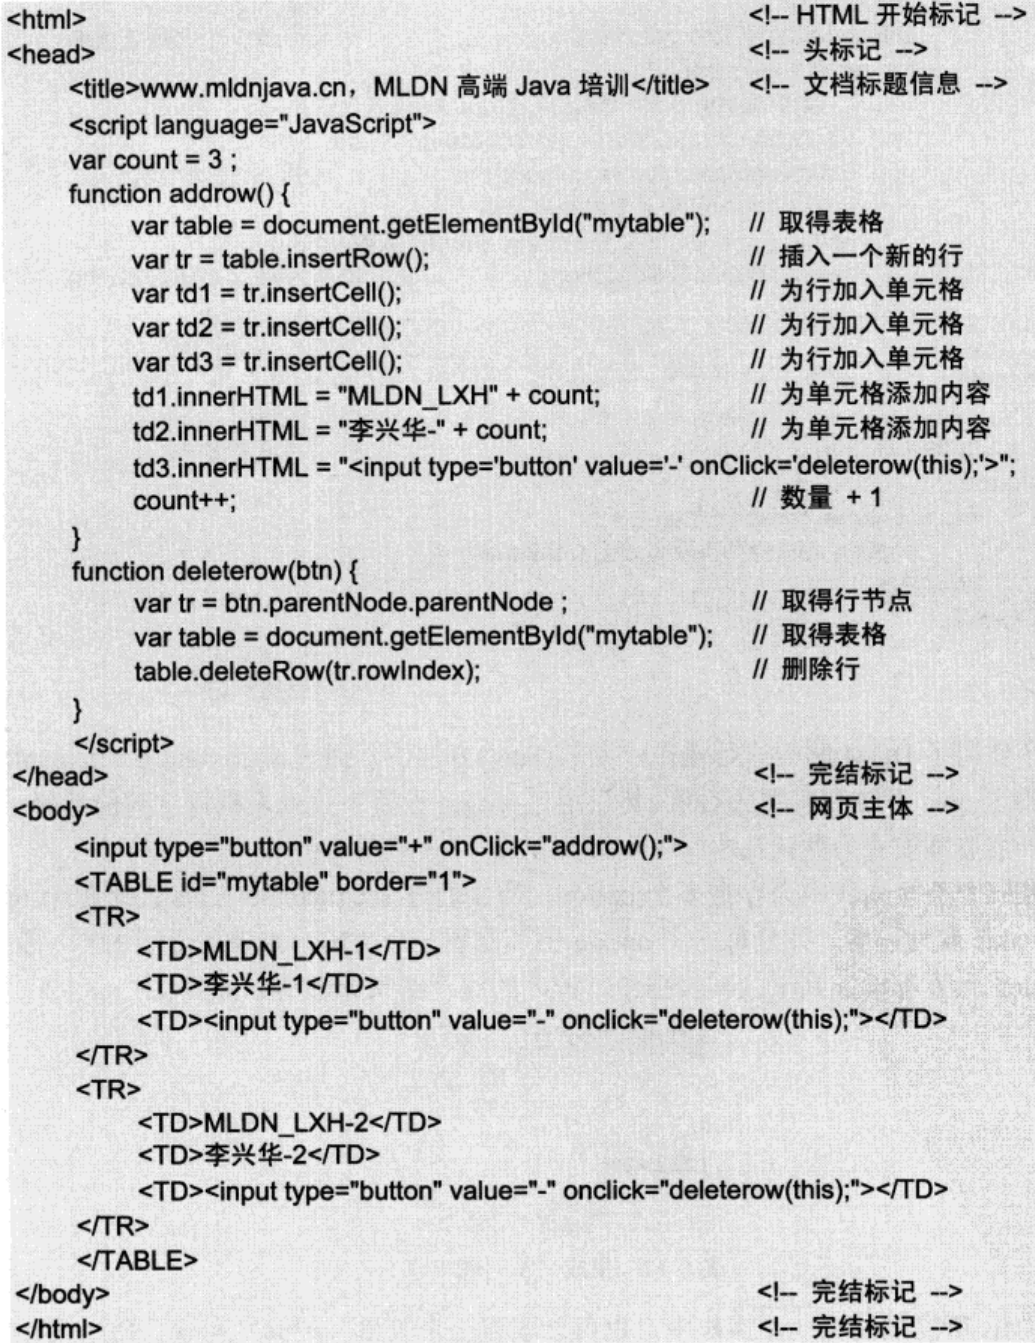 <html> <!-- HTML 开始标记 -->
<head> <!-- 头标记 -->
<title>www.mldnjava.cn，MLDN 高端 Java 培训</title> <!-- 文档标题信息 -->
<script language="JavaScript">
var count = 3 ;
function addrow() {
var table = document.getElementById("mytable"); // 取得表格
var tr = table.insertRow(); // 插入一个新的行
var td1 = tr.insertCell(); // 为行加入单元格
var td2 = tr.insertCell(); // 为行加入单元格
var td3 = tr.insertCell(); // 为行加入单元格
td1.innerHTML = "MLDN_LXH" + count; // 为单元格添加内容
td2.innerHTML = "李兴华-" + count; // 为单元格添加内容
td3.innerHTML = "<input type='button' value='-' onClick='deleterow(this);'>";
count++; // 数量 + 1
}
function deleterow(btn) {
var tr = btn.parentNode.parentNode ; // 取得行节点
var table = document.getElementById("mytable"); // 取得表格
table.deleteRow(tr.rowIndex); // 删除行
}
</script>
</head> <!-- 完结标记 -->
<body> <!-- 网页主体 -->
<input type="button" value="+" onClick="addrow();">
<TABLE id="mytable" border="1">
<TR>
<TD>MLDN_LXH-1</TD>
<TD>李兴华-1</TD>
<TD><input type="button" value="-" onclick="deleterow(this);"></TD>
</TR>
<TR>
<TD>MLDN_LXH-2</TD>
<TD>李兴华-2</TD>
<TD><input type="button" value="-" onclick="deleterow(this);"></TD>
</TR>
</TABLE>
</body> <!-- 完结标记 -->
</html> <!-- 完结标记 -->